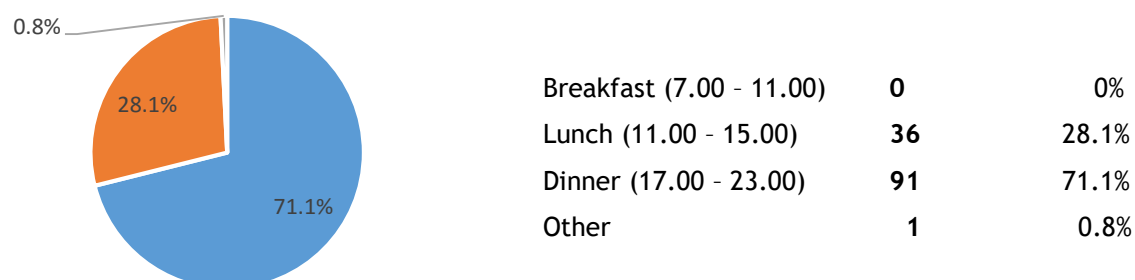 0.8%
28.1%
71.1%
Breakfast (7.00 – 11.00) 0 0%
Lunch (11.00 – 15.00) 36 28.1%
Dinner (17.00 – 23.00) 91 71.1%
Other 1 0.8%